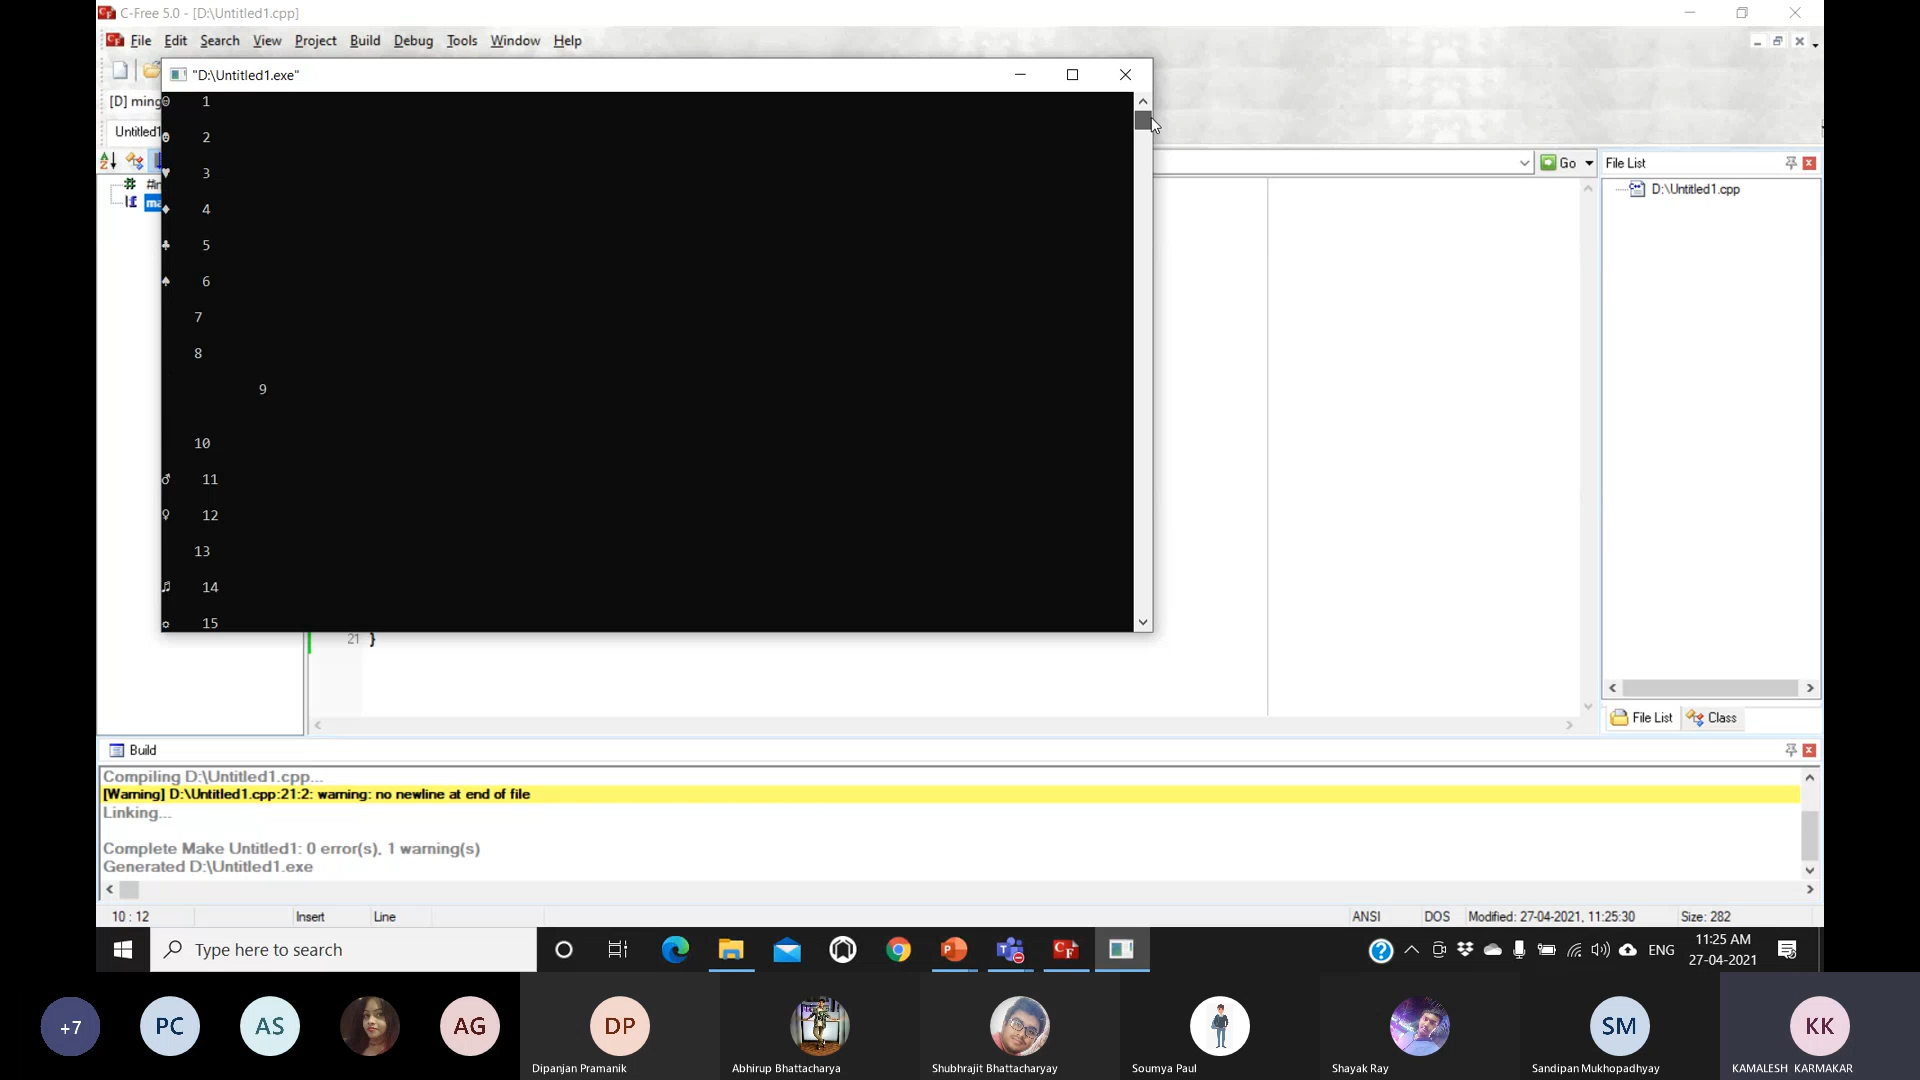 C-Free 5.0 - [D:\Untitled1.cpp]
File Edit Search View Project Build Debug Tools Window Help
"D:\Untitled1.exe"
[D] ming
Untitled1
Go
File List
#in
ma
D:\Untitled1.cpp
☺ 1
☻ 2
♥ 3
♦ 4
♣ 5
♠ 6
7
8
9
10
♂ 11
♀ 12
13
♫ 14
☼ 15
21 }
File List Class
Build
Compiling D:\Untitled1.cpp...
[Warning] D:\Untitled1.cpp:21:2: warning: no newline at end of file
Linking...
Complete Make Untitled1: 0 error(s), 1 warning(s)
Generated D:\Untitled1.exe
10 : 12 Insert Line ANSI DOS Modified: 27-04-2021, 11:25:30 Size: 282
Type here to search
ENG
11:25 AM
27-04-2021
+7 PC AS AG DP SM KK
Dipanjan Pramanik Abhirup Bhattacharya Shubhrajit Bhattacharyay Soumya Paul Shayak Ray Sandipan Mukhopadhyay KAMALESH KARMAKAR